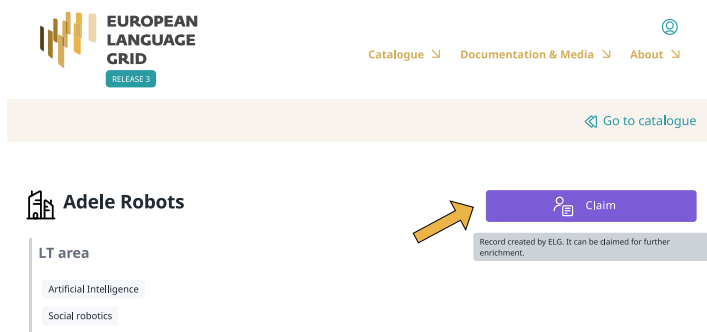 EUROPEAN
LANGUAGE
GRID
RELEASE 3
Catalogue Documentation & Media About
Go to catalogue
Adele Robots
Claim
Record created by ELG. It can be claimed for further
enrichment.
LT area
Artificial Intelligence
Social robotics